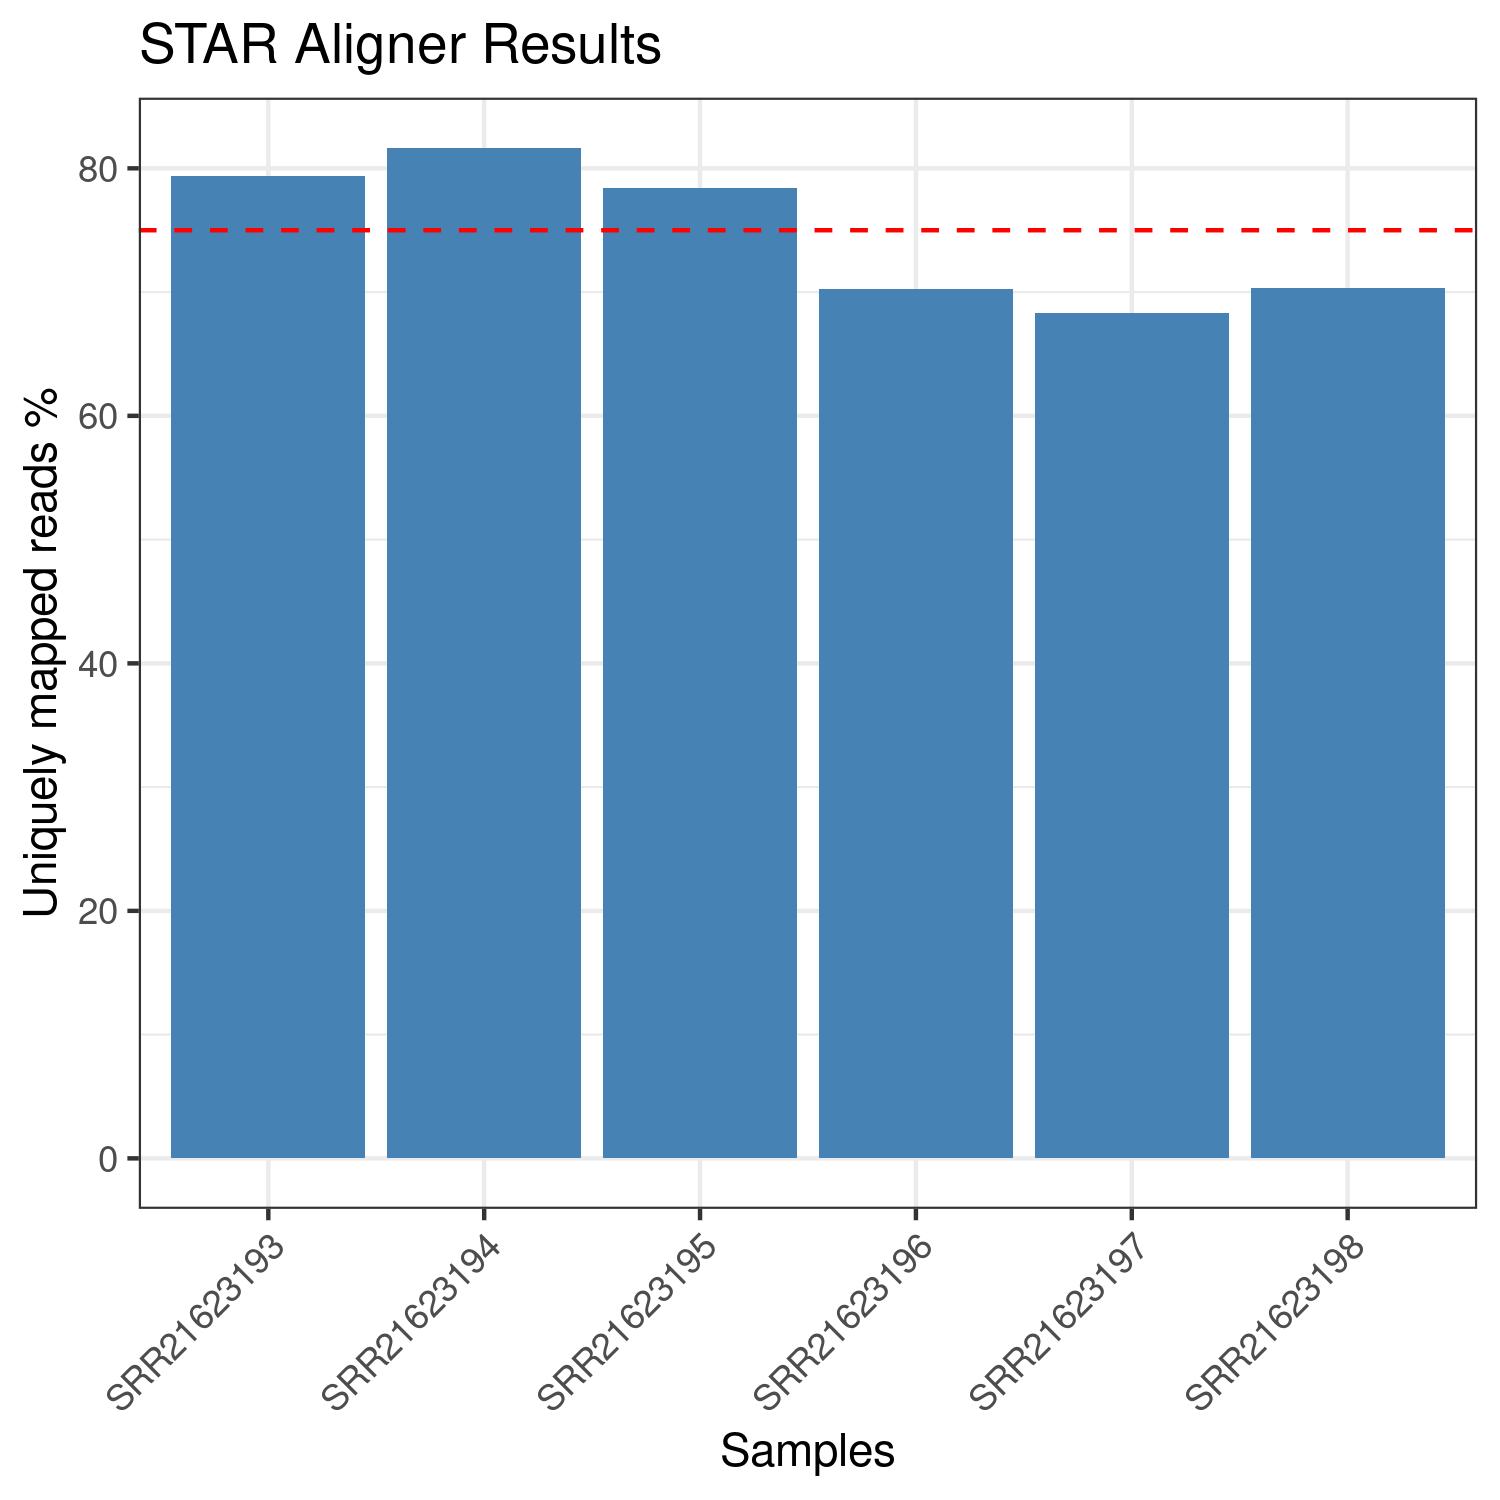 STAR Aligner Results
Uniquely mapped reads %
80
60
40
20
0
SRR21623193
SRR21623194
SRR21623195
SRR21623196
SRR21623197
SRR21623198
Samples